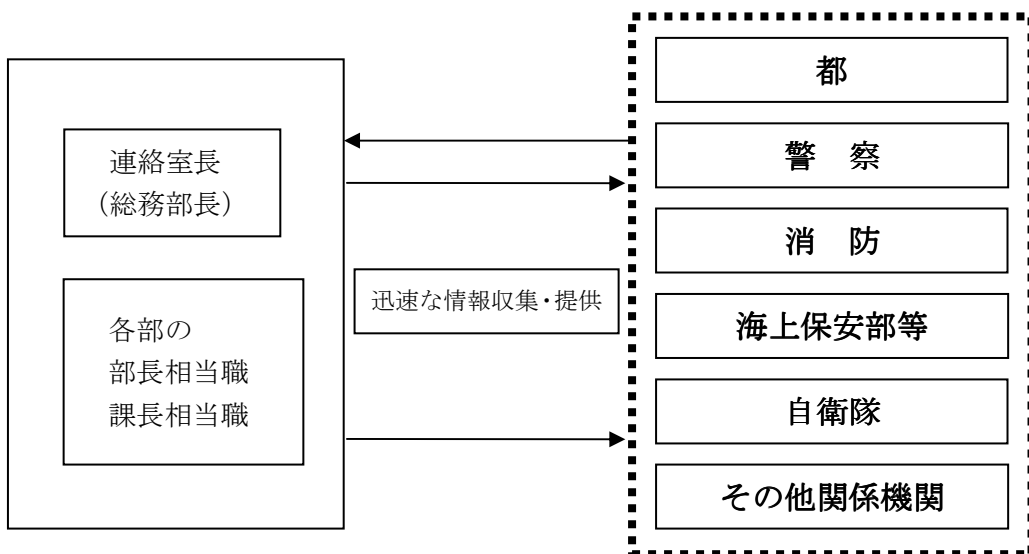 連絡室長
(総務部長)
各部の
部長相当職
課長相当職
迅速な情報収集・提供
都
警　察
消　防
海上保安部等
自衛隊
その他関係機関